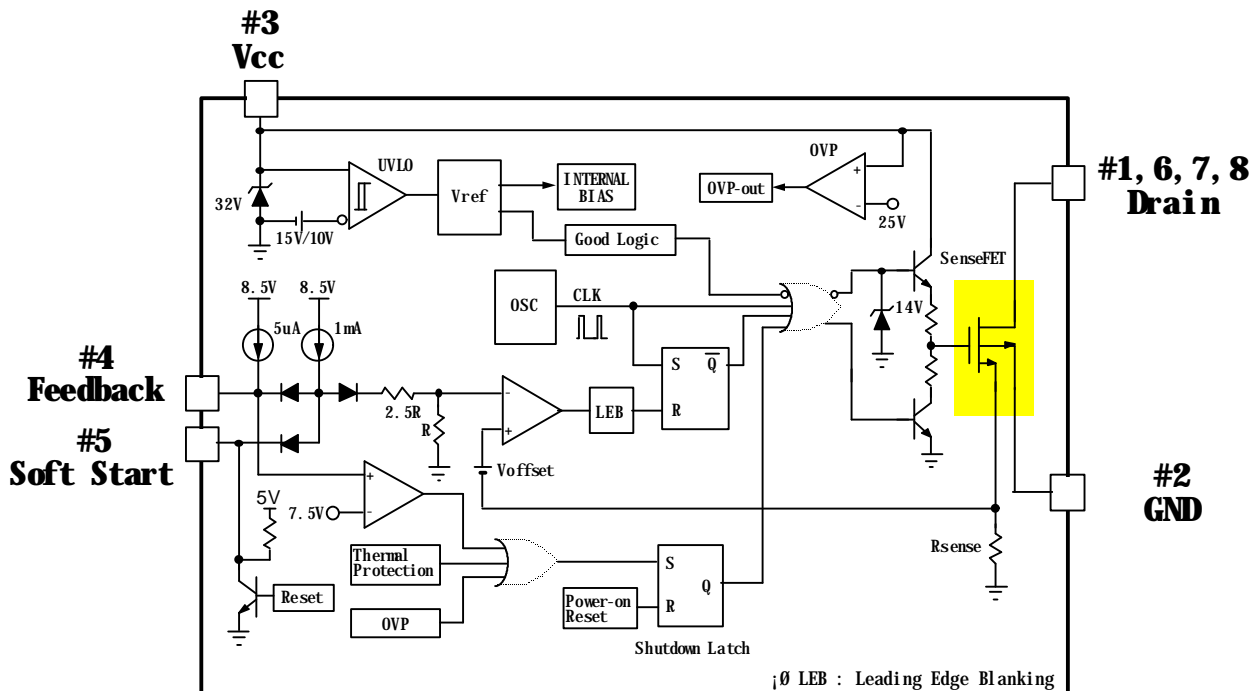 #3
Vcc
#1, 6, 7, 8
Drain
#4
Feedback
#5
Soft Start
#2
GND
UVLO
32V
15V/10V
Vref
INTERNAL
BIAS
Good Logic
OVP
OVP-out
+
-
25V
SenseFET
14V
8.5V
8.5V
5uA
1mA
OSC
CLK
S
Q
R
2.5R
R
-
+
LEB
Voffset
5V
7.5V
+
-
Thermal
Protection
OVP
Reset
Power-on
Reset
S
Q
R
Shutdown Latch
Rsense
¡Ø LEB : Leading Edge Blanking